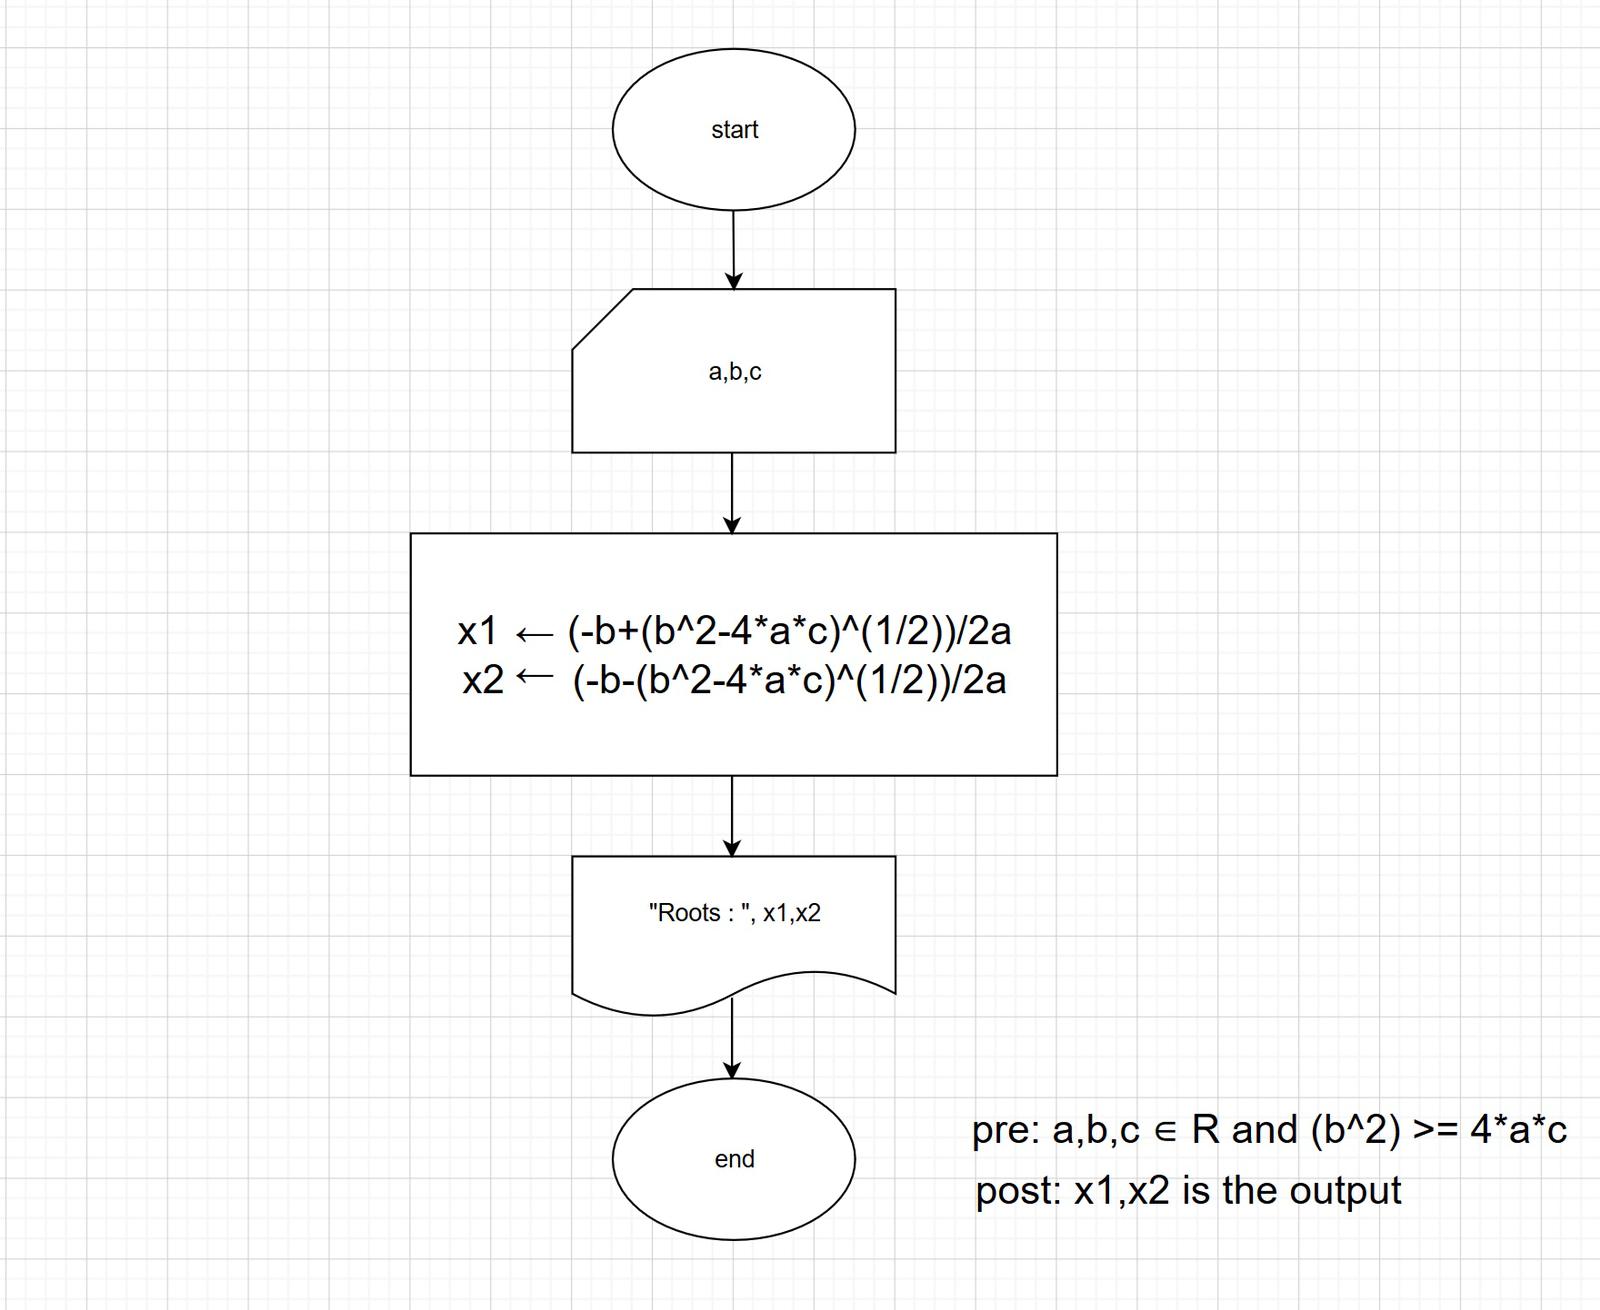 start
a,b,c
x1 ← (-b+(b^2-4*a*c)^(1/2))/2a
x2 ← (-b-(b^2-4*a*c)^(1/2))/2a
"Roots : ", x1,x2
end
pre: a,b,c ∈ R and (b^2) >= 4*a*c
post: x1,x2 is the output